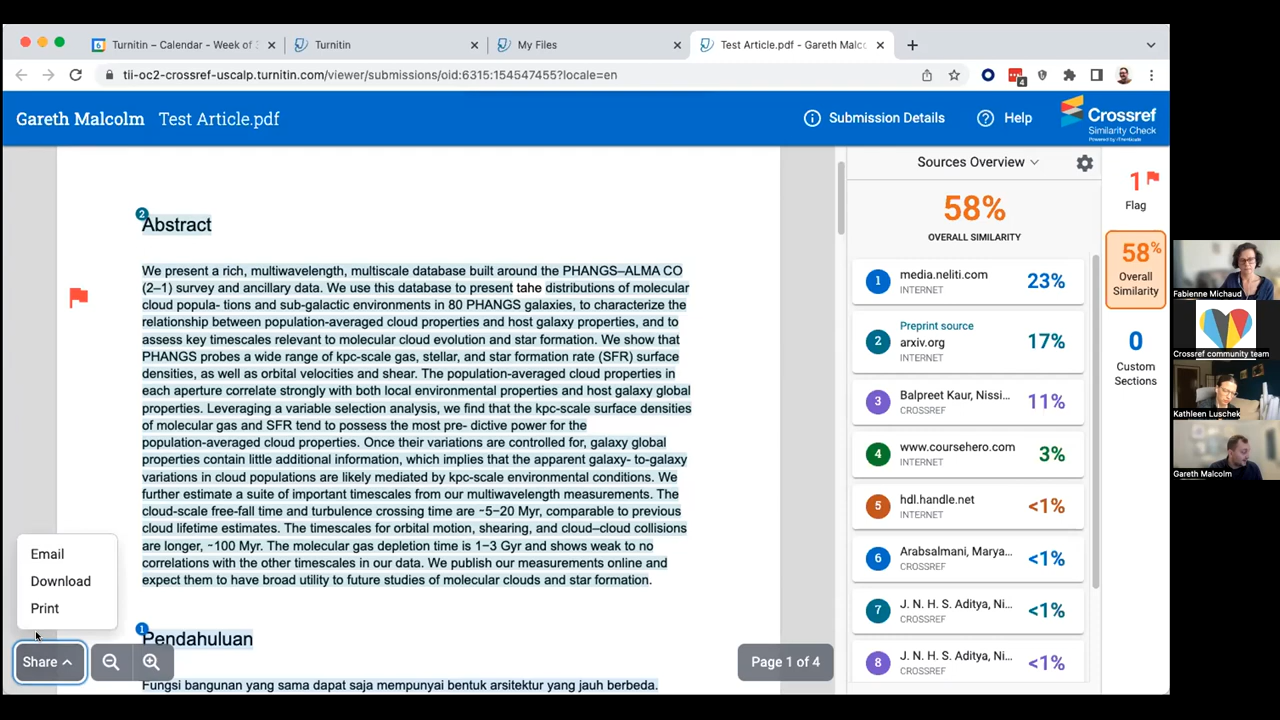 Turnitin – Calendar - Week of
Turnitin
My Files
Test Article.pdf - Gareth Malc
tii-oc2-crossref-uscalp.turnitin.com/viewer/submissions/oid:6315:154547455?locale=en
4
Gareth Malcolm Test Article.pdf
Submission Details
Help
Crossref
Similarity Check
Powered by iThenticate
2
Abstract
We present a rich, multiwavelength, multiscale database built around the PHANGS–ALMA CO
(2–1) survey and ancillary data. We use this database to present tahe distributions of molecular
cloud popula- tions and sub-galactic environments in 80 PHANGS galaxies, to characterize the
relationship between population-averaged cloud properties and host galaxy properties, and to
assess key timescales relevant to molecular cloud evolution and star formation. We show that
PHANGS probes a wide range of kpc-scale gas, stellar, and star formation rate (SFR) surface
densities, as well as orbital velocities and shear. The population-averaged cloud properties in
each aperture correlate strongly with both local environmental properties and host galaxy global
properties. Leveraging a variable selection analysis, we find that the kpc-scale surface densities
of molecular gas and SFR tend to possess the most pre- dictive power for the
population-averaged cloud properties. Once their variations are controlled for, galaxy global
properties contain little additional information, which implies that the apparent galaxy- to-galaxy
variations in cloud populations are likely mediated by kpc-scale environmental conditions. We
further estimate a suite of important timescales from our multiwavelength measurements. The
cloud-scale free-fall time and turbulence crossing time are ~5–20 Myr, comparable to previous
cloud lifetime estimates. The timescales for orbital motion, shearing, and cloud–cloud collisions
are longer, ~100 Myr. The molecular gas depletion time is 1–3 Gyr and shows weak to no
correlations with the other timescales in our data. We publish our measurements online and
expect them to have broad utility to future studies of molecular clouds and star formation.
1
Pendahuluan
Fungsi bangunan yang sama dapat saja mempunyai bentuk arsitektur yang jauh berbeda.
Email
Download
Print
Share
Page 1 of 4
Sources Overview
58%
OVERALL SIMILARITY
1 media.neliti.com 23%
INTERNET
Preprint source
2 arxiv.org 17%
INTERNET
3 Balpreet Kaur, Nissi... 11%
CROSSREF
4 www.coursehero.com 3%
INTERNET
5 hdl.handle.net <1%
INTERNET
6 Arabsalmani, Marya... <1%
CROSSREF
7 J. N. H. S. Aditya, Ni... <1%
CROSSREF
8 J. N. H. S. Aditya, Ni... <1%
CROSSREF
1
Flag
58%
Overall
Similarity
0
Custom
Sections
Fabienne Michaud
Crossref community team
Kathleen Luschek
Gareth Malcolm